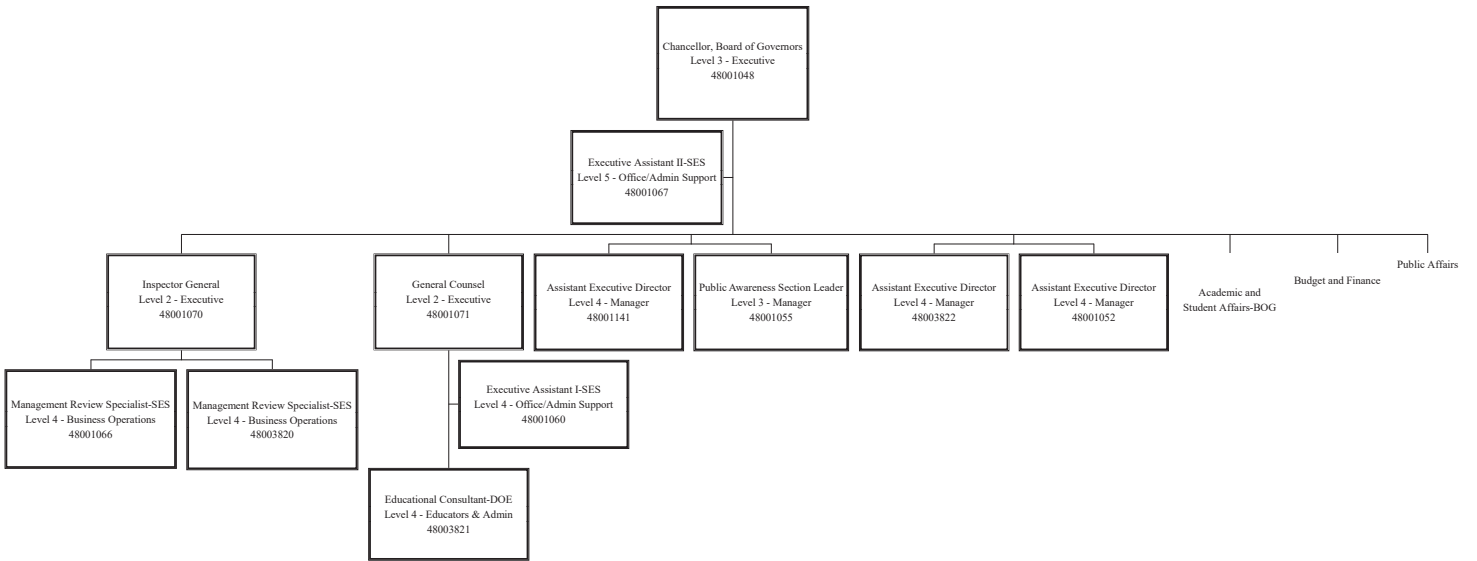 Chancellor, Board of Governors
Level 3 - Executive
48001048
Executive Assistant II-SES
Level 5 - Office/Admin Support
48001067
Inspector General
Level 2 - Executive
48001070
General Counsel
Level 2 - Executive
48001071
Assistant Executive Director
Level 4 - Manager
48001141
Public Awareness Section Leader
Level 3 - Manager
48001055
Assistant Executive Director
Level 4 - Manager
48003822
Assistant Executive Director
Level 4 - Manager
48001052
Academic and
Student Affairs-BOG
Budget and Finance
Public Affairs
Management Review Specialist-SES
Level 4 - Business Operations
48001066
Management Review Specialist-SES
Level 4 - Business Operations
48003820
Executive Assistant I-SES
Level 4 - Office/Admin Support
48001060
Educational Consultant-DOE
Level 4 - Educators & Admin
48003821